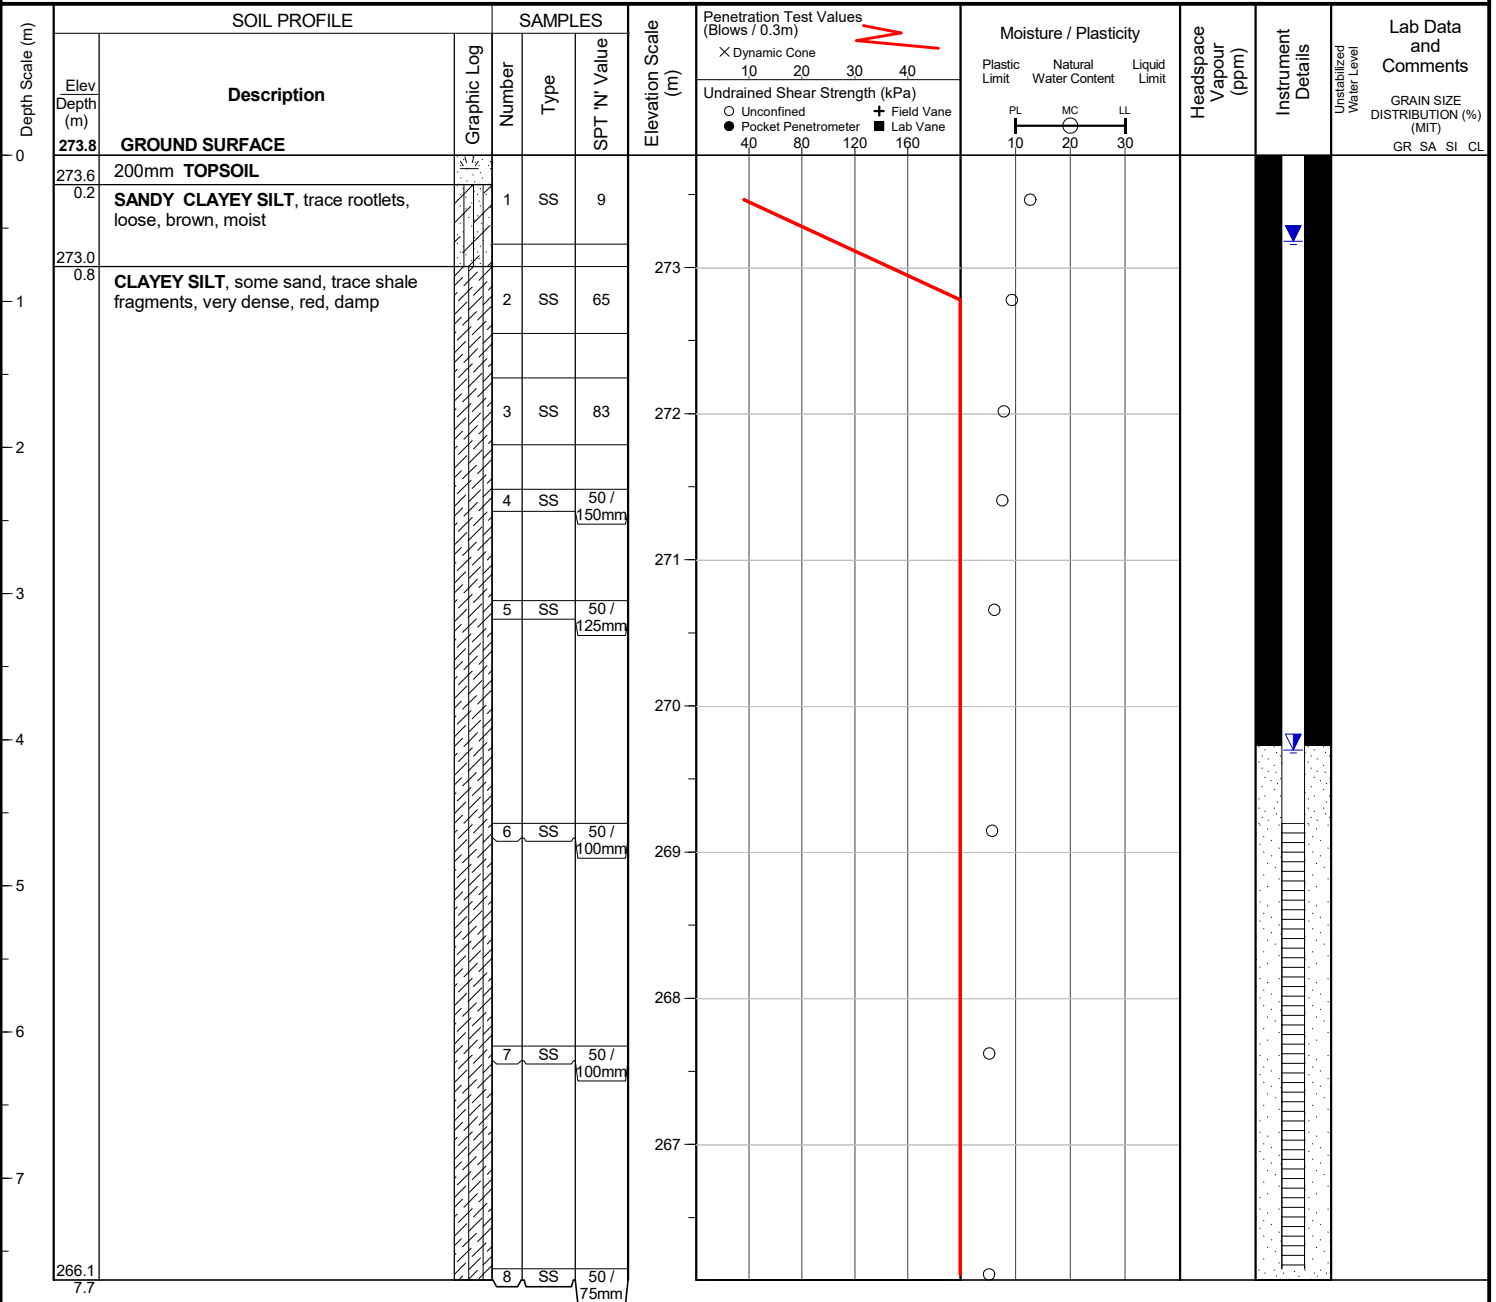 SOIL PROFILE
SAMPLES
Depth Scale (m)
Elev
Depth
(m)
Description
Graphic Log
Number
Type
SPT 'N' Value
Elevation Scale
(m)
Penetration Test Values
(Blows / 0.3m)
× Dynamic Cone
10 20 30 40
Undrained Shear Strength (kPa)
Unconfined
Field Vane
Pocket Penetrometer
Lab Vane
40 80 120 160
Moisture / Plasticity
Plastic
Limit
Natural
Water Content
Liquid
Limit
PL MC LL
10 20 30
Headspace
Vapour
(ppm)
Instrument
Details
Unstabilized
Water Level
Lab Data
and
Comments
GRAIN SIZE
DISTRIBUTION (%)
(MIT)
GR SA SI CL
273.8 GROUND SURFACE
0
273.6 200mm TOPSOIL
0.2
SANDY CLAYEY SILT, trace rootlets,
loose, brown, moist
1 SS 9
273.0
0.8
273
CLAYEY SILT, some sand, trace shale
fragments, very dense, red, damp
1
2 SS 65
3 SS 83
272
2
4 SS 50 /
150mm
271
3
5 SS 50 /
125mm
270
4
6 SS 50 /
100mm
269
5
268
6
7 SS 50 /
100mm
267
7
266.1
7.7
8 SS 50 /
75mm